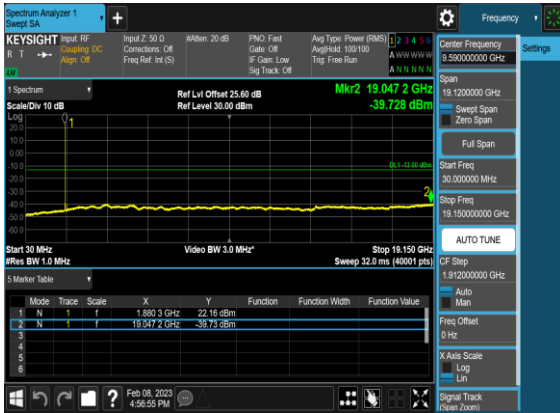 Spectrum Analyzer 1
Swept SA
+
Frequency
KEYSIGHT
R T
LW
Input: RF
Coupling: DC
Align: Off
Input Z: 50 Ω
Corrections: Off
Freq Ref: Int (S)
#Atten: 20 dB
PNO: Fast
Gate: Off
IF Gain: Low
Sig Track: Off
Avg Type: Power (RMS)
Avg|Hold: 100/100
Trig: Free Run
1 2 3 4 5 6
A W W W W W
A N N N N N
1 Spectrum
Scale/Div 10 dB
Ref Lvl Offset 25.60 dB
Ref Level 30.00 dBm
Mkr2 19.047 2 GHz
-39.728 dBm
Log
20.0
10.0
0.00
-10.0
-20.0
-30.0
-40.0
-50.0
-60.0
1
DL1 -13.00 dBm
2
Start 30 MHz
#Res BW 1.0 MHz
Video BW 3.0 MHz*
Stop 19.150 GHz
Sweep 32.0 ms (40001 pts)
5 Marker Table
Mode Trace Scale X Y Function Function Width Function Value
1 N 1 f 1.880 3 GHz 22.16 dBm
2 N 1 f 19.047 2 GHz -39.73 dBm
3
4
5
6
?
Feb 08, 2023
4:56:55 PM
Center Frequency
9.590000000 GHz
Settings
Span
19.1200000 GHz
Swept Span
Zero Span
Full Span
Start Freq
30.000000 MHz
Stop Freq
19.150000000 GHz
AUTO TUNE
CF Step
1.912000000 GHz
Auto
Man
Freq Offset
0 Hz
X Axis Scale
Log
Lin
Signal Track
(Span Zoom)